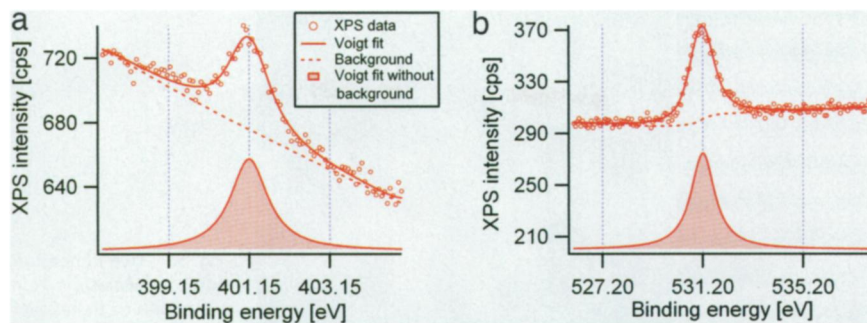 a
XPS intensity [cps]
720
680
640
XPS data
Voigt fit
Background
Voigt fit without
background
399.15 401.15 403.15
Binding energy [eV]
b
XPS intensity [cps]
370
330
290
250
210
527.20 531.20 535.20
Binding energy [eV]